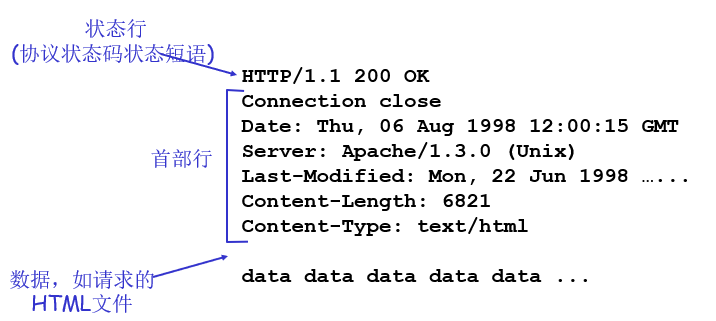 状态行
(协议状态码状态短语)
HTTP/1.1 200 OK
Connection close
Date: Thu, 06 Aug 1998 12:00:15 GMT
首部行
Server: Apache/1.3.0 (Unix)
Last-Modified: Mon, 22 Jun 1998 …...
Content-Length: 6821
Content-Type: text/html
数据，如请求的
HTML文件
data data data data data ...